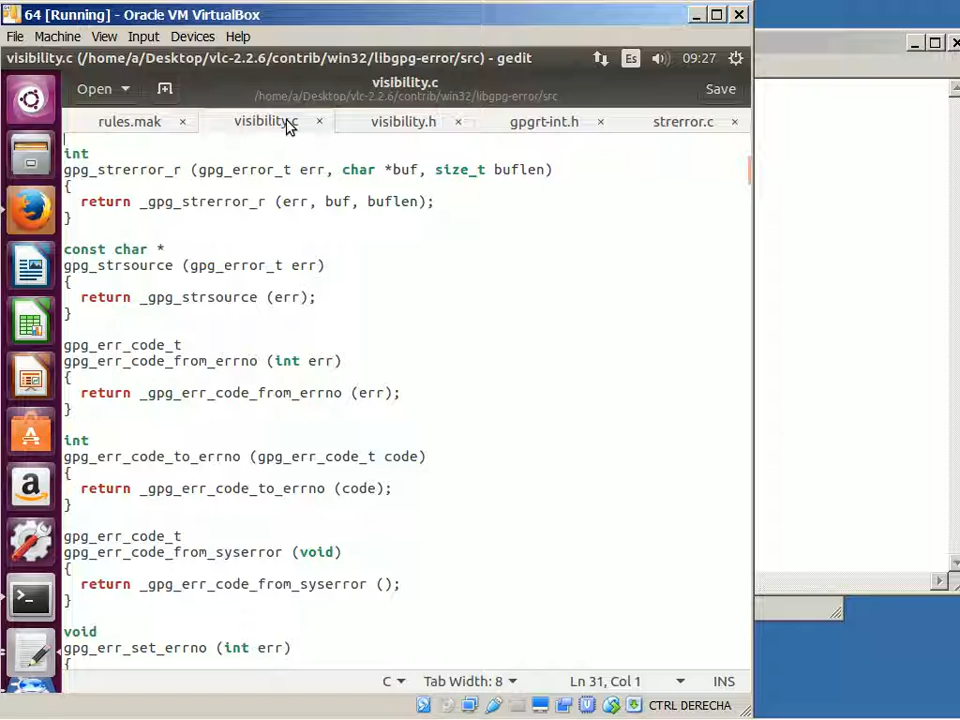 64 [Running] - Oracle VM VirtualBox
File Machine View Input Devices Help
visibility.c (/home/a/Desktop/vlc-2.2.6/contrib/win32/libgpg-error/src) - gedit Es 09:27
Open visibility.c Save
/home/a/Desktop/vlc-2.2.6/contrib/win32/libgpg-error/src
rules.mak × visibility.c × visibility.h × gpgrt-int.h × strerror.c ×
int
gpg_strerror_r (gpg_error_t err, char *buf, size_t buflen)
{
return _gpg_strerror_r (err, buf, buflen);
}
const char *
gpg_strsource (gpg_error_t err)
{
return _gpg_strsource (err);
}
gpg_err_code_t
gpg_err_code_from_errno (int err)
{
return _gpg_err_code_from_errno (err);
}
int
gpg_err_code_to_errno (gpg_err_code_t code)
{
return _gpg_err_code_to_errno (code);
}
gpg_err_code_t
gpg_err_code_from_syserror (void)
{
return _gpg_err_code_from_syserror ();
}
void
gpg_err_set_errno (int err)
{
C Tab Width: 8 Ln 31, Col 1 INS
CTRL DERECHA